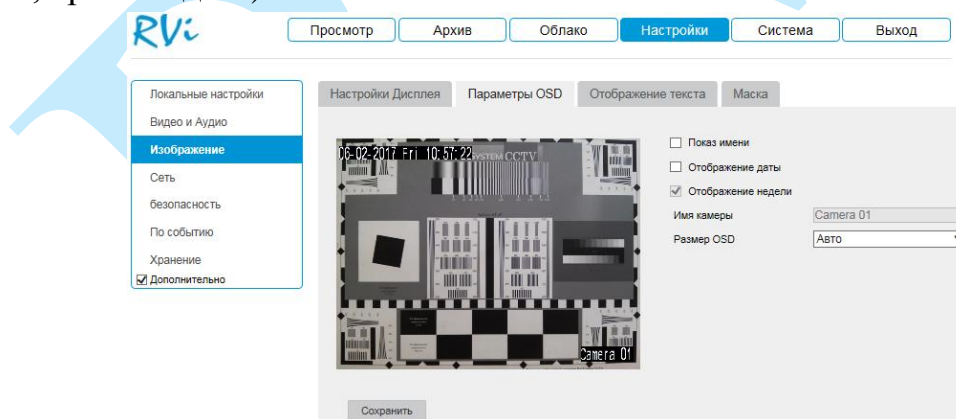 RVi
Просмотр Архив Облако Настройки Система Выход
Локальные настройки
Видео и Аудио
Изображение
Сеть
безопасность
По событию
Хранение
Дополнительно
Настройки Дисплея Параметры OSD Отображение текста Маска
06-02-2017 Fri 10:57:22 SYSTEM CCTV
Camera 01
Показ имени
Отображение даты
Отображение недели
Имя камеры Camera 01
Размер OSD Авто
Сохранить